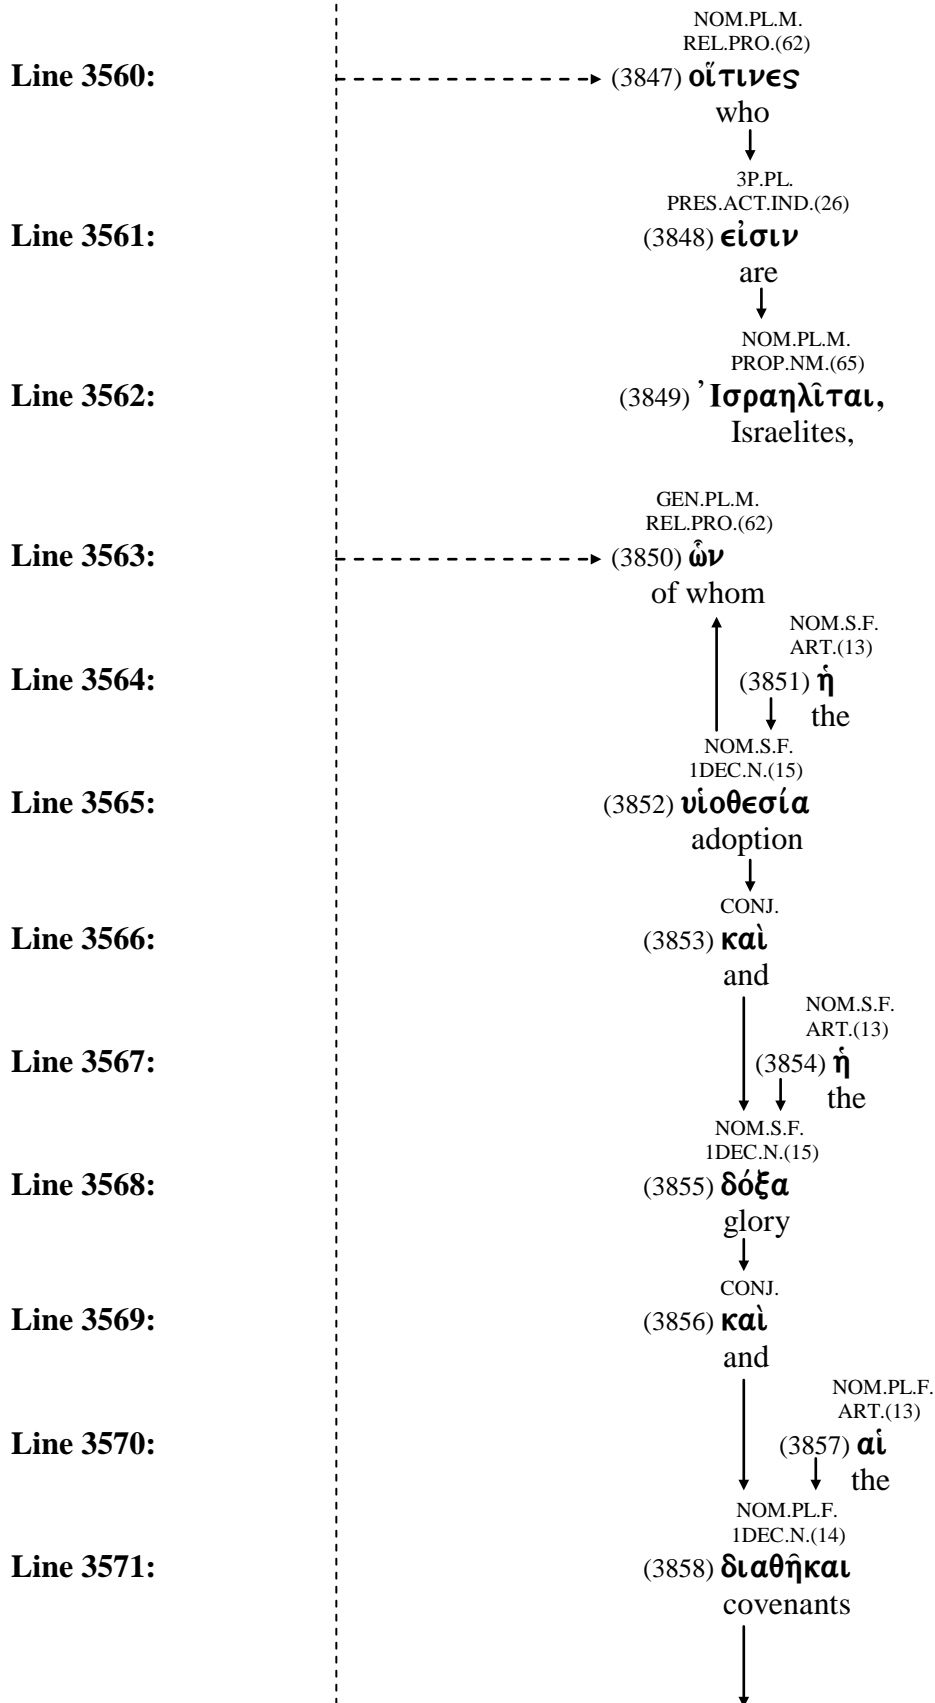 NOM.PL.M.
REL.PRO.(62)
Line 3560: (3847) οἵτινες
who
3P.PL.
PRES.ACT.IND.(26)
Line 3561: (3848) εἰσιν
are
NOM.PL.M.
PROP.NM.(65)
Line 3562: (3849) Ἰσραηλῖται,
Israelites,
GEN.PL.M.
REL.PRO.(62)
Line 3563: (3850) ὧν
of whom
NOM.S.F.
ART.(13)
Line 3564: (3851) ἡ
the
NOM.S.F.
1DEC.N.(15)
Line 3565: (3852) υἱοθεσία
adoption
CONJ.
Line 3566: (3853) καὶ
and
NOM.S.F.
ART.(13)
Line 3567: (3854) ἡ
the
NOM.S.F.
1DEC.N.(15)
Line 3568: (3855) δόξα
glory
CONJ.
Line 3569: (3856) καὶ
and
NOM.PL.F.
ART.(13)
Line 3570: (3857) αἱ
the
NOM.PL.F.
1DEC.N.(14)
Line 3571: (3858) διαθῆκαι
covenants